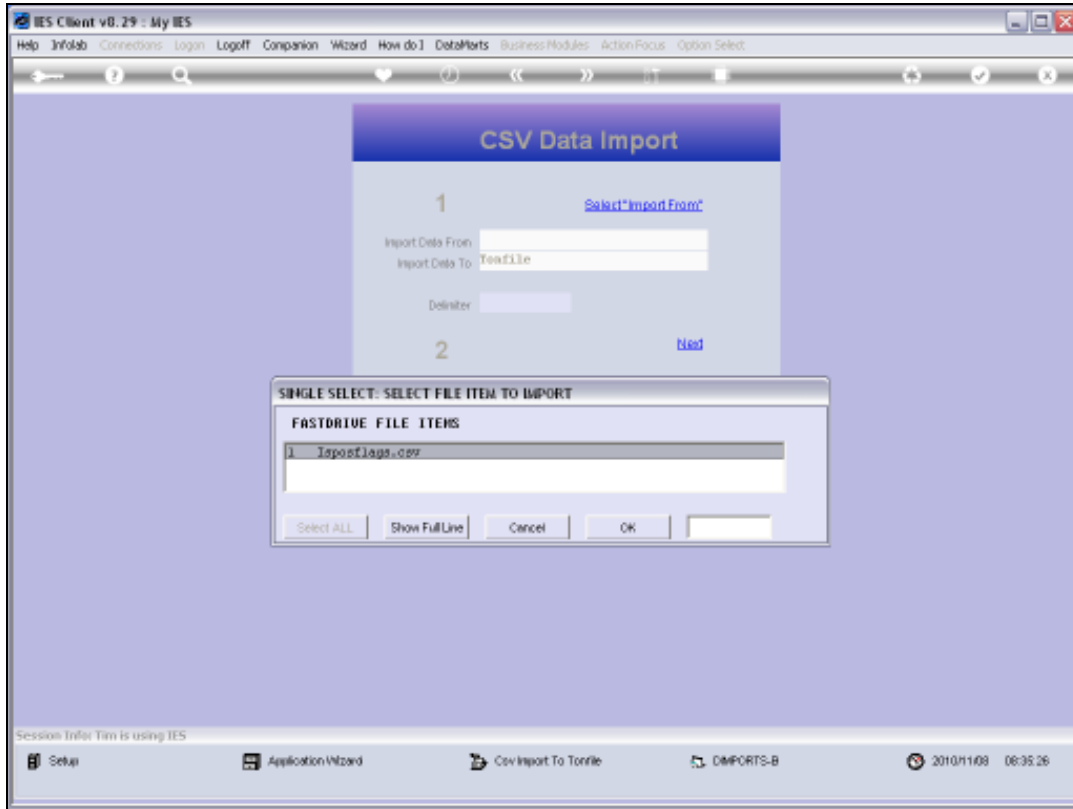 IES Client v8.29 : My IES
Help Infolab Connections Logon Logoff Companion Wizard How do I DataMarts Business Modules Action Focus Option Select
CSV Data Import
1
Select "Import From"
Import Data From
Import Data To Tonfile
Delimiter
2
Next
SINGLE SELECT: SELECT FILE ITEM TO IMPORT
FASTDRIVE FILE ITEMS
1 Isposflags.csv
Select ALL Show Full Line Cancel OK
Session Info: Tim is using IES
Setup Application Wizard Csv Import To Tonfile DIMPORTS-B 2010/11/08 08:35:26